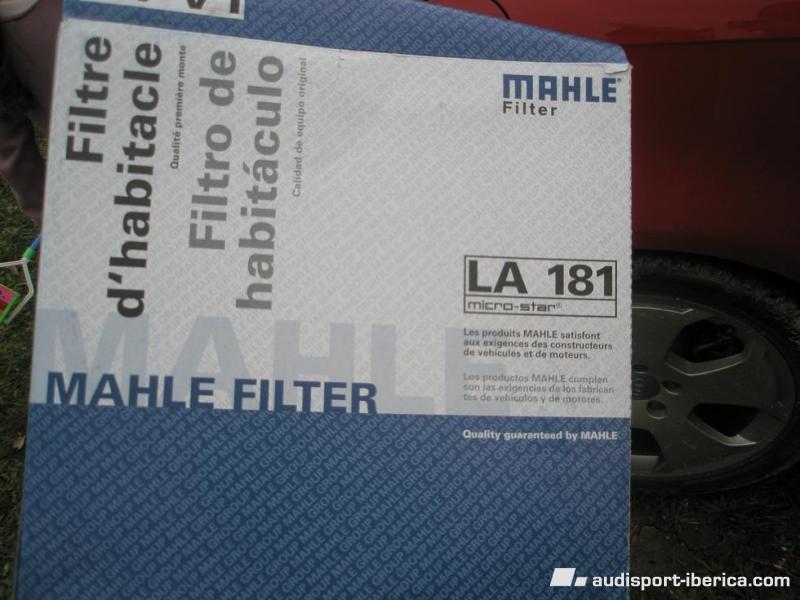 Filtre
d'habitacle
Qualité première monte
Filtro de
habitáculo
Calidad de equipo original
MAHLE®
Filter
LA 181
micro-star®
Les produits MAHLE satisfont
aux exigences des constructeurs
de véhicules et de moteurs.
Los productos MAHLE cumplen
con las exigencias de los fabrican-
tes de vehículos y de motores.
MAHLE
MAHLE FILTER
Quality guaranteed by MAHLE
audisport-iberica.com